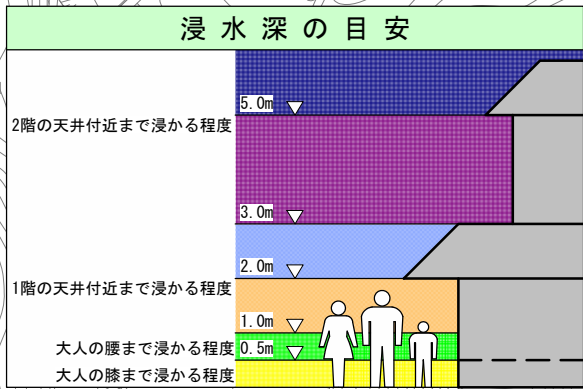 浸水深の目安
5.0m
2階の天井付近まで浸かる程度
3.0m
2.0m
1階の天井付近まで浸かる程度
1.0m
大人の腰まで浸かる程度 0.5m
大人の膝まで浸かる程度